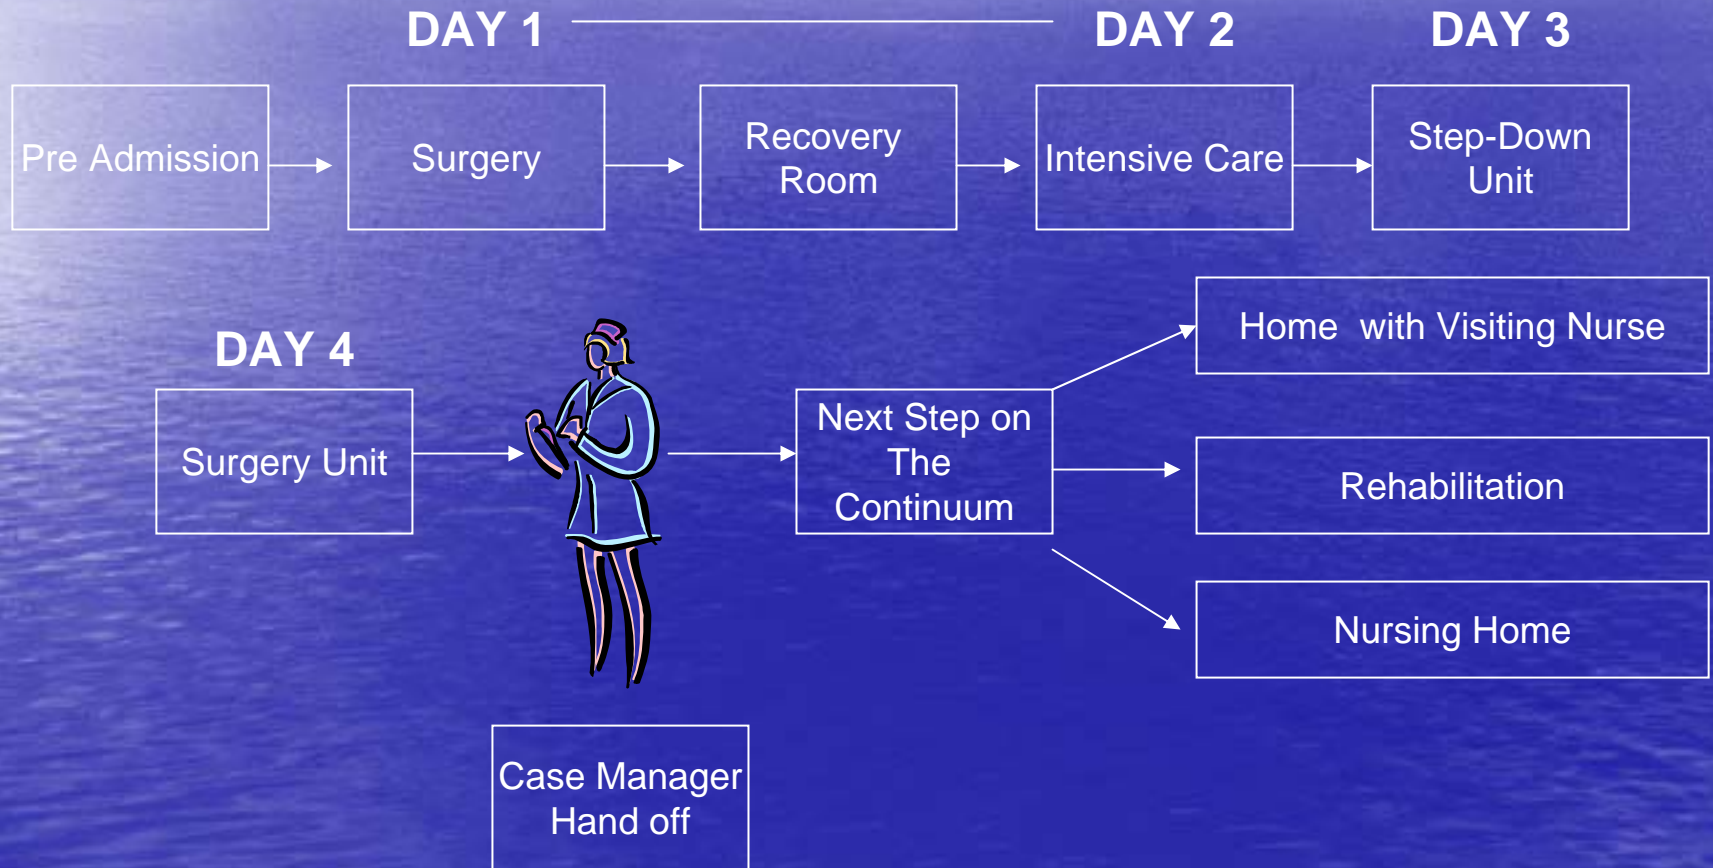 DAY 1
DAY 2
DAY 3
Pre Admission
Surgery
Recovery
Room
Intensive Care
Step-Down
Unit
DAY 4
Surgery Unit
Case Manager
Hand off
Next Step on
The
Continuum
Home  with Visiting Nurse
Rehabilitation
Nursing Home